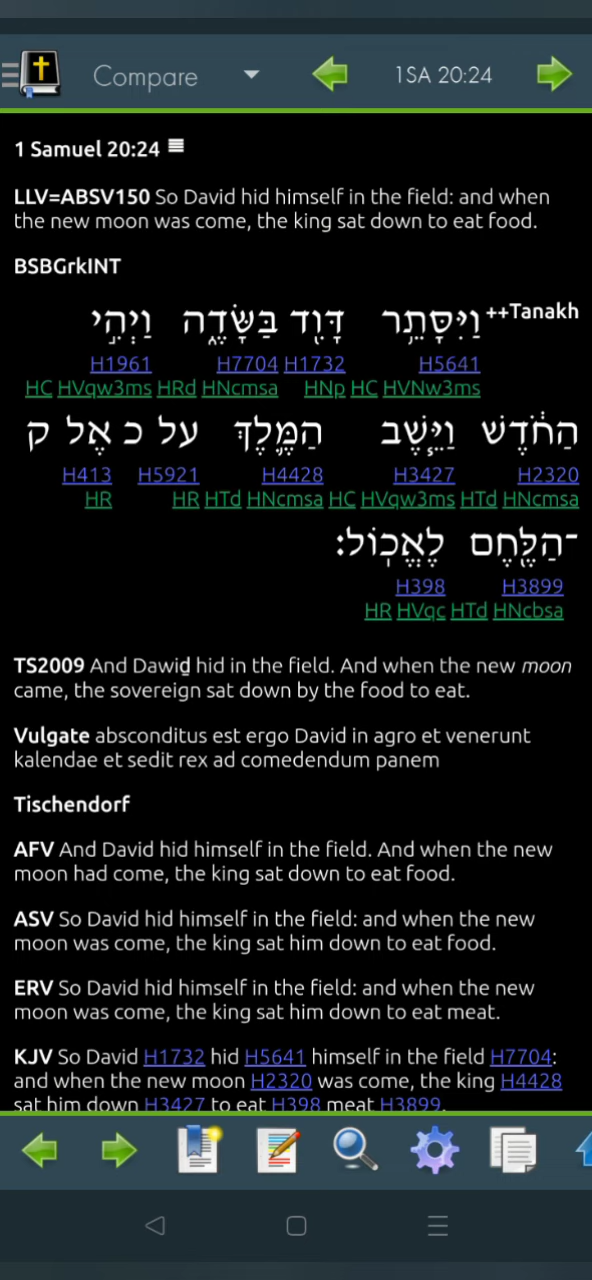 Compare
1SA 20:24
1 Samuel 20:24
LLV=ABSV150 So David hid himself in the field: and when
the new moon was come, the king sat down to eat food.
BSBGrkINT
++Tanakh וַיִּסָּתֵ֥ר דָּוִ֖ד בַּשָּׂדֶ֑ה וַיְהִ֣י
H1961 H7704 H1732 H5641
HC HVqw3ms HRd HNcmsa HNp HC HVNw3ms
הַחֹ֔דֶשׁ וַיֵּ֧שֶׁב הַמֶּ֛לֶךְ על כ אֶל ק
H413 H5921 H4428 H3427 H2320
HR HR HTd HNcmsa HC HVqw3ms HTd HNcmsa
־הַלֶּ֖חֶם לֶאֱכֽוֹל׃
H398 H3899
HR HVqc HTd HNcbsa
TS2009 And Dawiḏ hid in the field. And when the new moon
came, the sovereign sat down by the food to eat.
Vulgate absconditus est ergo David in agro et venerunt
kalendae et sedit rex ad comedendum panem
Tischendorf
AFV And David hid himself in the field. And when the new
moon had come, the king sat down to eat food.
ASV So David hid himself in the field: and when the new
moon was come, the king sat him down to eat food.
ERV So David hid himself in the field: and when the new
moon was come, the king sat him down to eat meat.
KJV So David H1732 hid H5641 himself in the field H7704:
and when the new moon H2320 was come, the king H4428
sat him down H3427 to eat H398 meat H3899.